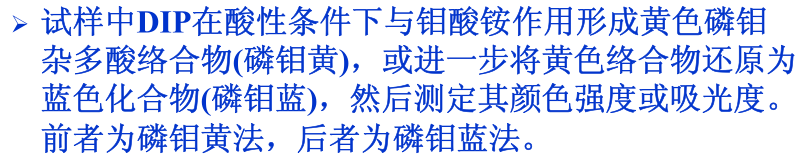 ➢ 试样中DIP在酸性条件下与钼酸铵作用形成黄色磷钼
杂多酸络合物(磷钼黄)，或进一步将黄色络合物还原为
蓝色化合物(磷钼蓝)，然后测定其颜色强度或吸光度。
前者为磷钼黄法，后者为磷钼蓝法。